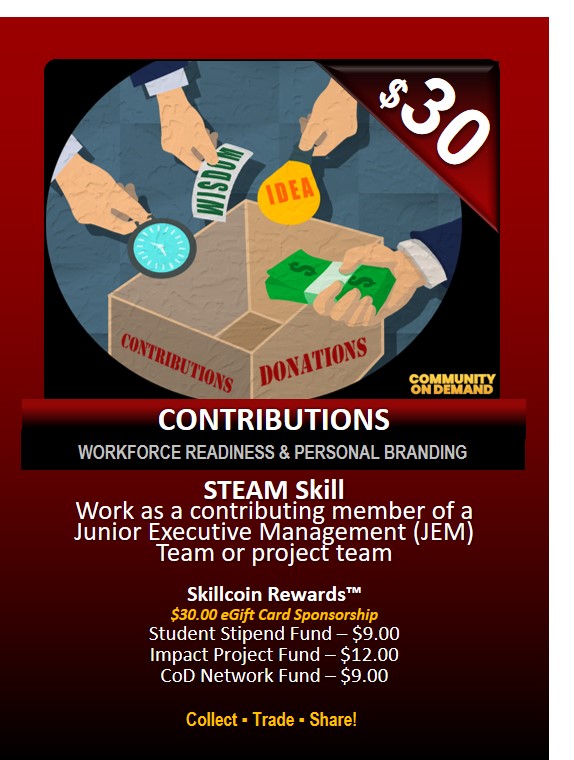 $30
WISDOM
IDEA
$ $
CONTRIBUTIONS
DONATIONS
COMMUNITY
ON DEMAND
CONTRIBUTIONS
WORKFORCE READINESS & PERSONAL BRANDING
STEAM Skill
Work as a contributing member of a
Junior Executive Management (JEM)
Team or project team
Skillcoin Rewards™
$30.00 eGift Card Sponsorship
Student Stipend Fund – $9.00
Impact Project Fund – $12.00
CoD Network Fund – $9.00
Collect ▪ Trade ▪ Share!